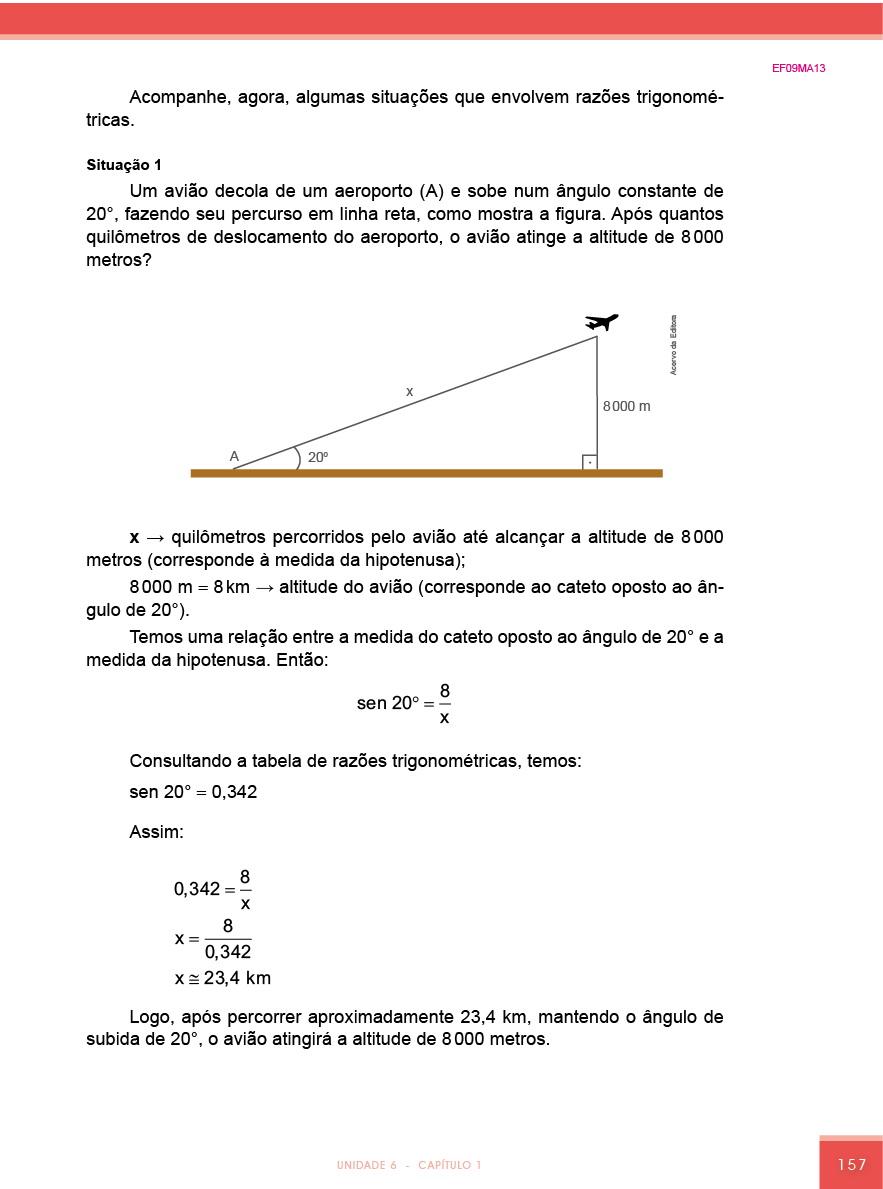 EF09MA13
Acompanhe, agora, algumas situações que envolvem razões trigonomé-
tricas.
Situação 1
Um avião decola de um aeroporto (A) e sobe num ângulo constante de
20°, fazendo seu percurso em linha reta, como mostra a figura. Após quantos
quilômetros de deslocamento do aeroporto, o avião atinge a altitude de 8 000
metros?
Acervo da Editora
x
8 000 m
A
20º
x → quilômetros percorridos pelo avião até alcançar a altitude de 8 000
metros (corresponde à medida da hipotenusa);
8 000 m = 8 km → altitude do avião (corresponde ao cateto oposto ao ân-
gulo de 20°).
Temos uma relação entre a medida do cateto oposto ao ângulo de 20° e a
medida da hipotenusa. Então:
sen 20° = 8/x
Consultando a tabela de razões trigonométricas, temos:
sen 20° = 0,342
Assim:
0,342 = 8/x
x = 8/0,342
x ≅ 23,4 km
Logo, após percorrer aproximadamente 23,4 km, mantendo o ângulo de
subida de 20°, o avião atingirá a altitude de 8 000 metros.
UNIDADE 6 - CAPÍTULO 1
157